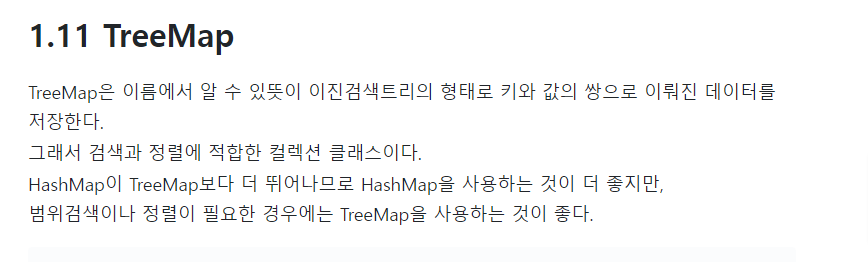 1.11 TreeMap
TreeMap은 이름에서 알 수 있뜻이 이진검색트리의 형태로 키와 값의 쌍으로 이뤄진 데이터를
저장한다.
그래서 검색과 정렬에 적합한 컬렉션 클래스이다.
HashMap이 TreeMap보다 더 뛰어나므로 HashMap을 사용하는 것이 더 좋지만,
범위검색이나 정렬이 필요한 경우에는 TreeMap을 사용하는 것이 좋다.